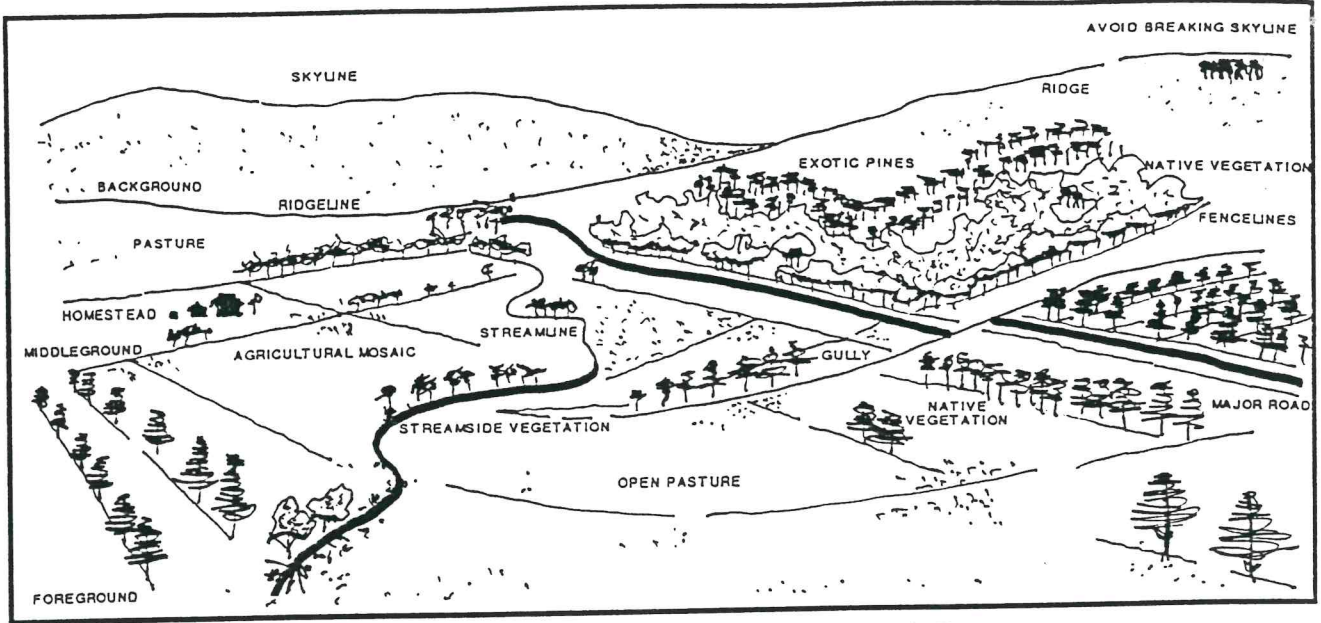 AVOID BREAKING SKYLINE
SKYLINE
RIDGE
EXOTIC PINES
NATIVE VEGETATION
BACKGROUND
RIDGELINE
FENCELINES
PASTURE
HOMESTEAD
STREAMLINE
MIDDLEGROUND
AGRICULTURAL MOSAIC
GULLY
NATIVE
VEGETATION
MAJOR ROAD
STREAMSIDE VEGETATION
OPEN PASTURE
FOREGROUND